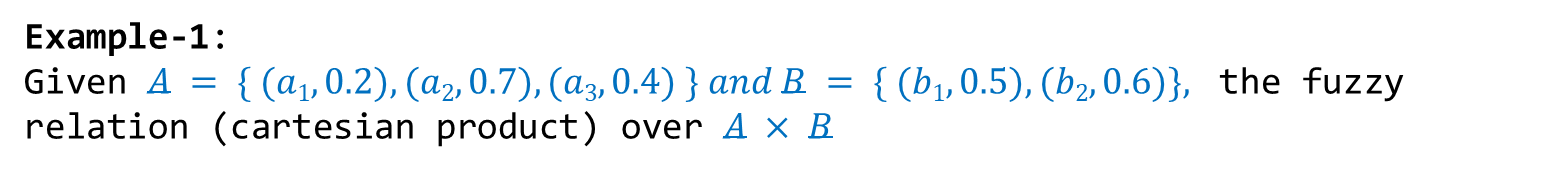 Example-1:
Given A = { (a₁, 0.2), (a₂, 0.7), (a₃, 0.4) } and B = { (b₁, 0.5), (b₂, 0.6)}, the fuzzy
relation (cartesian product) over A × B